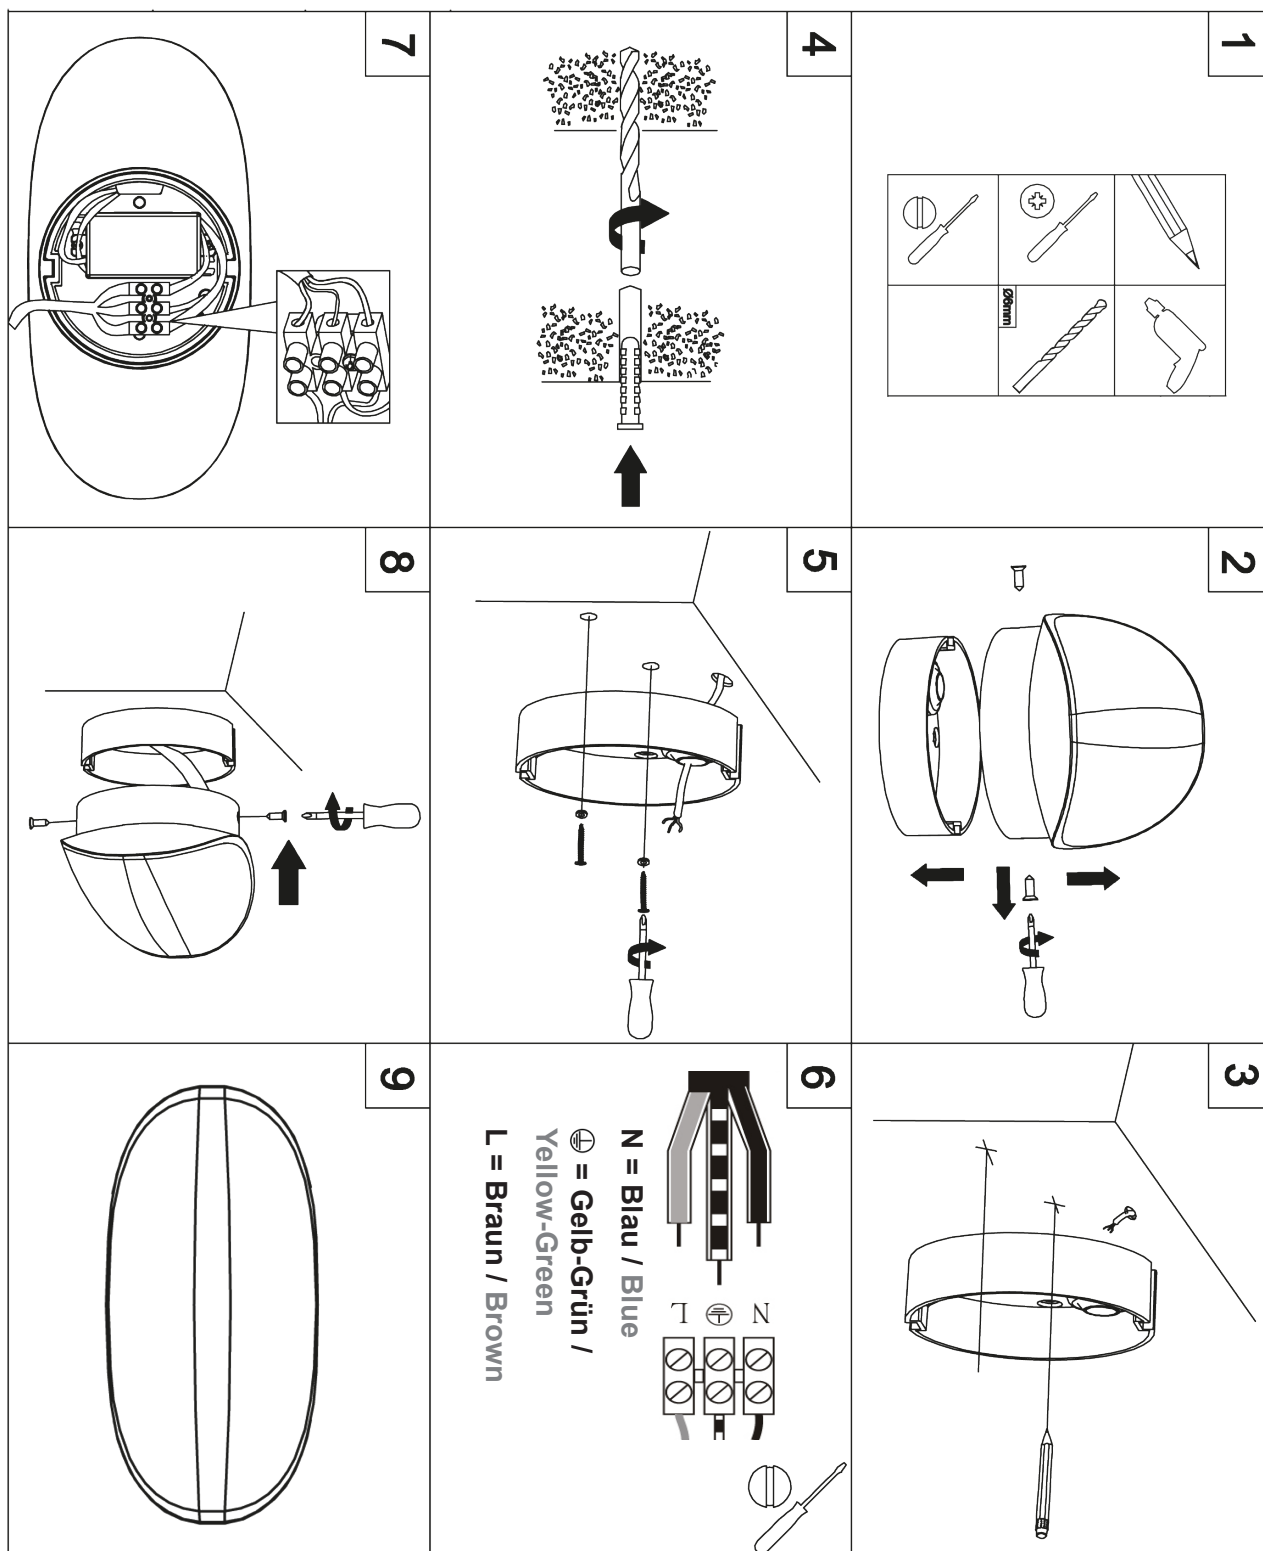 1
Ø6mm
2
3
4
5
6
L ⏚ N
N = Blau / Blue
⏚ = Gelb-Grün /
Yellow-Green
L = Braun / Brown
7
8
9